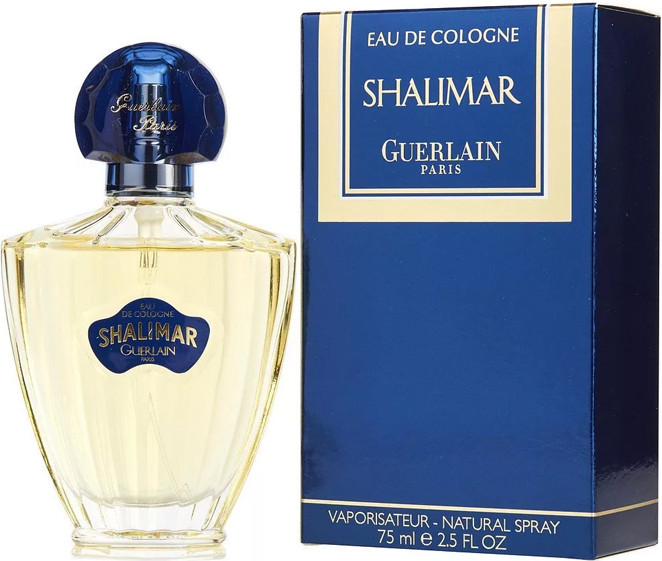 Guerlain
Paris
EAU
DE COLOGNE
SHALIMAR
GUERLAIN
PARIS
EAU DE COLOGNE
SHALIMAR
GUERLAIN
PARIS
VAPORISATEUR - NATURAL SPRAY
75 ml e 2.5 FL OZ